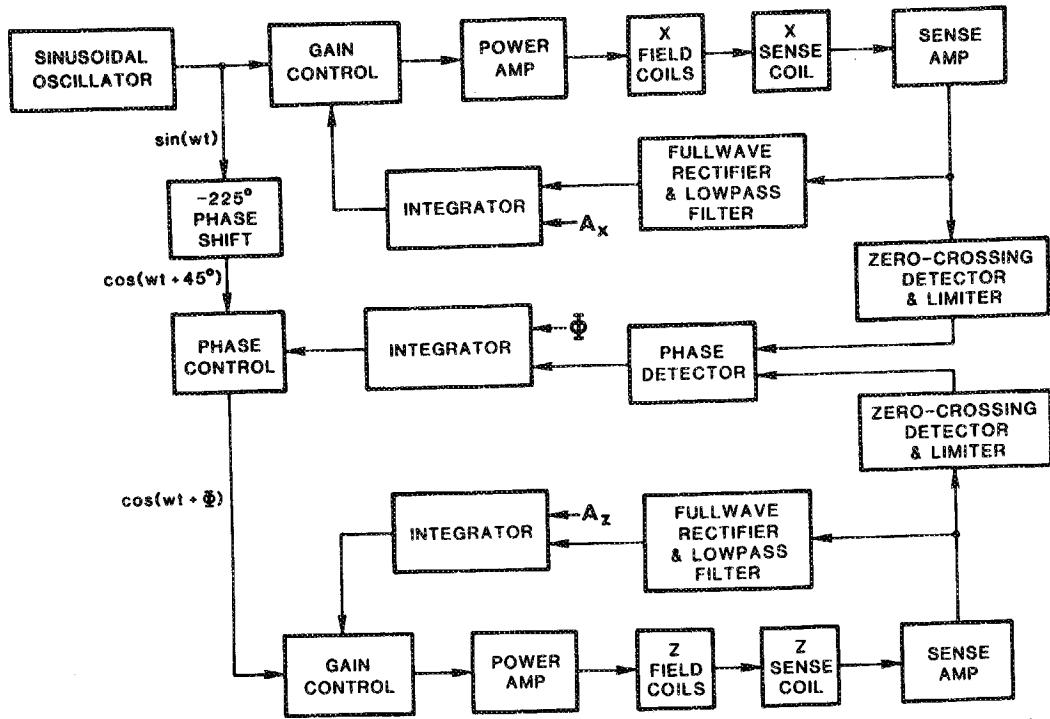 SINUSOIDAL
OSCILLATOR
GAIN
CONTROL
POWER
AMP
X
FIELD
COILS
X
SENSE
COIL
SENSE
AMP
sin(wt)
-225°
PHASE
SHIFT
INTEGRATOR
Ax
FULLWAVE
RECTIFIER
& LOWPASS
FILTER
ZERO-CROSSING
DETECTOR
& LIMITER
cos(wt + 45°)
PHASE
CONTROL
INTEGRATOR
Φ
PHASE
DETECTOR
ZERO-CROSSING
DETECTOR
& LIMITER
cos(wt + Φ)
INTEGRATOR
Az
FULLWAVE
RECTIFIER
& LOWPASS
FILTER
GAIN
CONTROL
POWER
AMP
Z
FIELD
COILS
Z
SENSE
COIL
SENSE
AMP